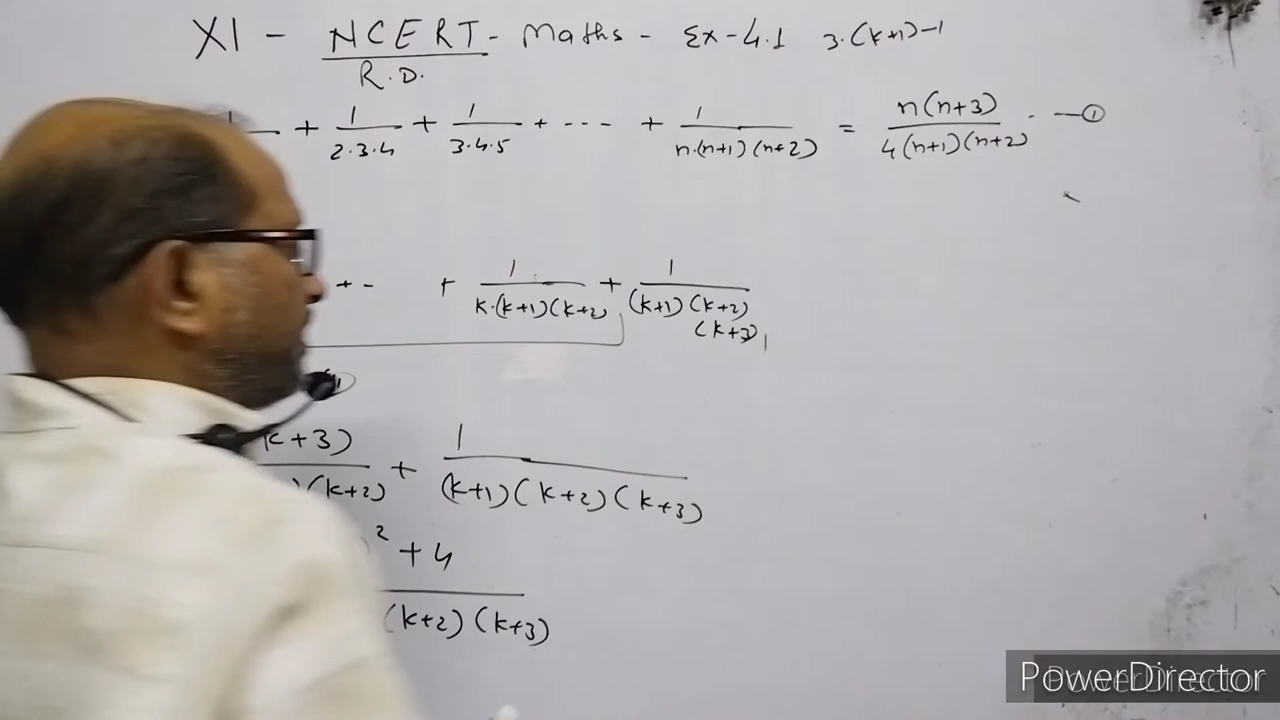 XI - NCERT - Maths - Ex-4.1 3.(k+1)-1
R.D.
+ 1/2.3.4 + 1/3.4.5 + ---- + 1/n.(n+1)(n+2) = n(n+3)/4(n+1)(n+2) . —①
+ - + 1/k.(k+1)(k+2) + 1/(k+1)(k+2)(k+3)
k+3)/)(k+2) + 1/(k+1)(k+2)(k+3)
)² + 4/(k+2)(k+3)
PowerDirector